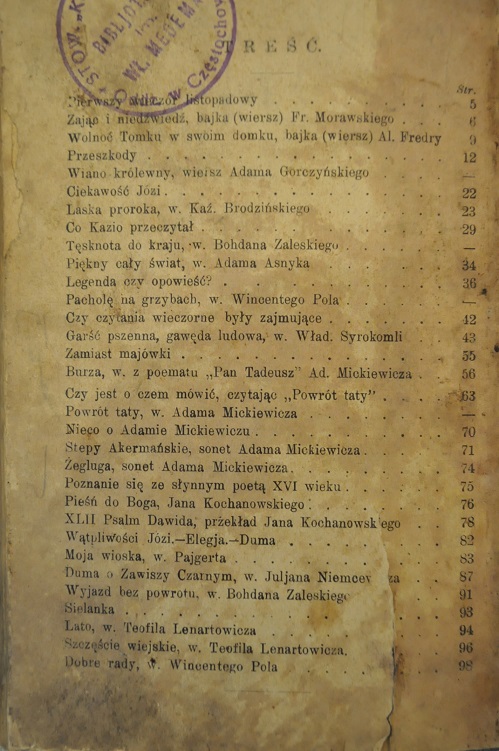 STOW. „K
BIBLIOT
WŁ. MEDEMA
w Częstochow
TREŚĆ.
Str.
Pierwszy wieczór listopadowy . . . . . . . . 5
Zając i niedźwiedź, bajka (wiersz) Fr. Morawskiego . . . 6
Wolnoć Tomku w swoim domku, bajka (wiersz) Al. Fredry 9
Przeszkody . . . . . . . . . . . . . 12
Wiano królewny, wiersz Adama Gorczyńskiego —
Ciekawość Józi . . . . . . . . . . . . 22
Laska proroka, w. Kaź. Brodzińskiego . . . . . . 23
Co Kazio przeczytał . . . . . . . . . . . 29
Tęsknota do kraju, w. Bohdana Zaleskiego . . . . . —
Piękny cały świat, w. Adama Asnyka . . . . . . 34
Legenda czy opowieść? . . . . . . . . . . 36
Pacholę na grzybach, w. Wincentego Pola . . . . . —
Czy czytania wieczorne były zajmujące . . . . . . 42
Garść pszenna, gawęda ludowa, w. Wład. Syrokomli . . 43
Zamiast majówki . . . . . . . . . . . . 55
Burza, w. z poematu „Pan Tadeusz” Ad. Mickiewicza . 56
Czy jest o czem mówić, czytając „Powrót taty” . . . . 63
Powrót taty, w. Adama Mickiewicza . . . . . . . —
Nieco o Adamie Mickiewiczu . . . . . . . . . 70
Stepy Akermańskie, sonet Adama Mickiewicza . . . . 71
Żegluga, sonet Adama Mickiewicza . . . . . . . 74
Poznanie się ze słynnym poetą XVI wieku . . . . . 75
Pieśń do Boga, Jana Kochanowskiego . . . . . . . 76
XLII Psalm Dawida, przekład Jana Kochanowskiego . . 78
Wątpliwości Józi.—Elegja.—Duma . . . . . . . . 82
Moja wioska, w. Pajgerta . . . . . . . . . . 83
Duma o Zawiszy Czarnym, w. Juljana Niemcewicza . . 87
Wyjazd bez powrotu, w. Bohdana Zaleskiego 91
Sielanka . . . . . . . . . . . . . . 93
Lato, w. Teofila Lenartowicza . . . . . . . . 94
Szczęście wiejskie, w. Teofila Lenartowicza, . . . . 96
Dobre rady, w. Wincentego Pola . . . . . . . 98